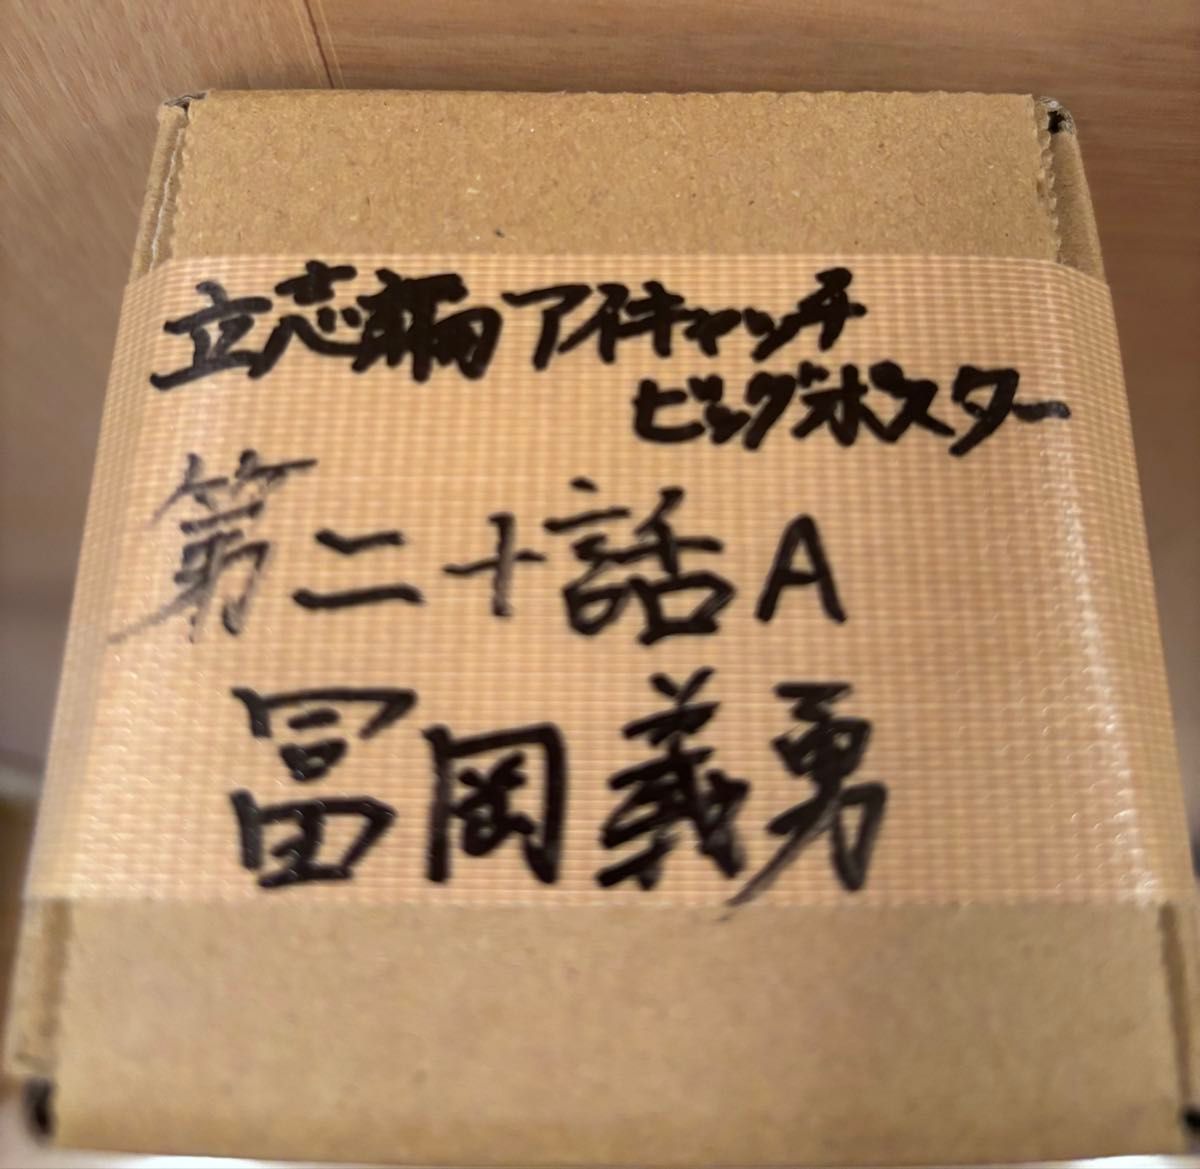 立志編アイキャッチ
ビッグポスター
第二十話A
冨岡義勇